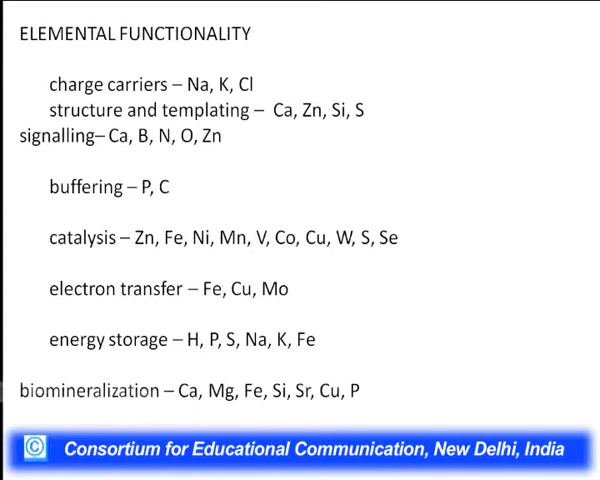 ELEMENTAL FUNCTIONALITY
charge carriers – Na, K, Cl
structure and templating – Ca, Zn, Si, S
signalling– Ca, B, N, O, Zn
buffering – P, C
catalysis – Zn, Fe, Ni, Mn, V, Co, Cu, W, S, Se
electron transfer – Fe, Cu, Mo
energy storage – H, P, S, Na, K, Fe
biomineralization – Ca, Mg, Fe, Si, Sr, Cu, P
© Consortium for Educational Communication, New Delhi, India